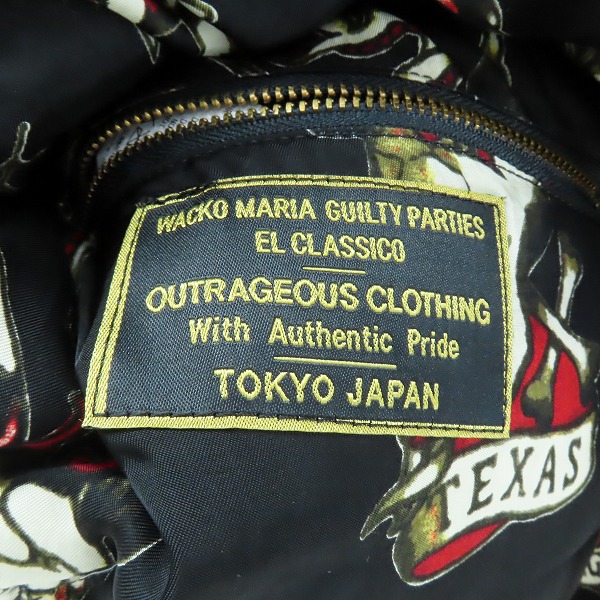 WACKO MARIA GUILTY PARTIES
EL CLASSICO
OUTRAGEOUS CLOTHING
With Authentic Pride
TOKYO JAPAN
TEXAS